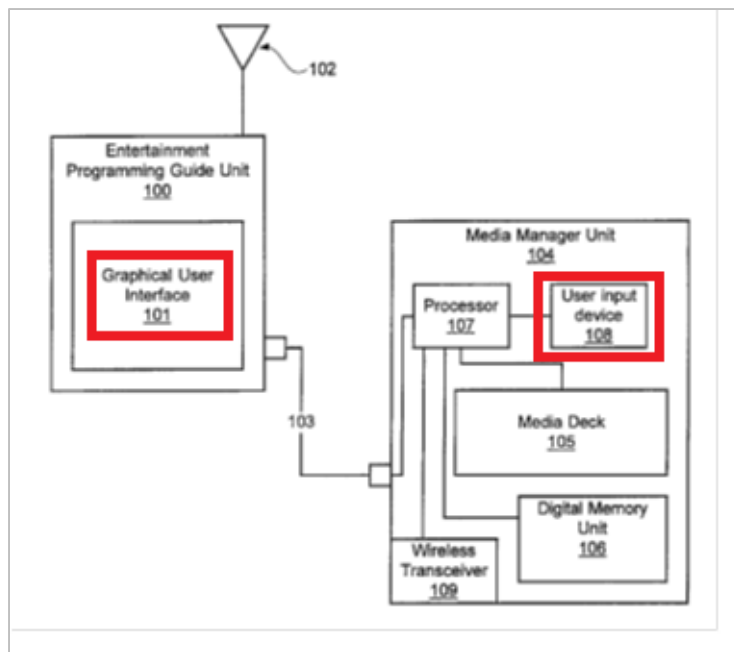 102
Entertainment
Programming Guide Unit
100
Graphical User
Interface
101
103
Media Manager Unit
104
Processor
107
User input
device
108
Media Deck
105
Digital Memory
Unit
106
Wireless
Transceiver
109